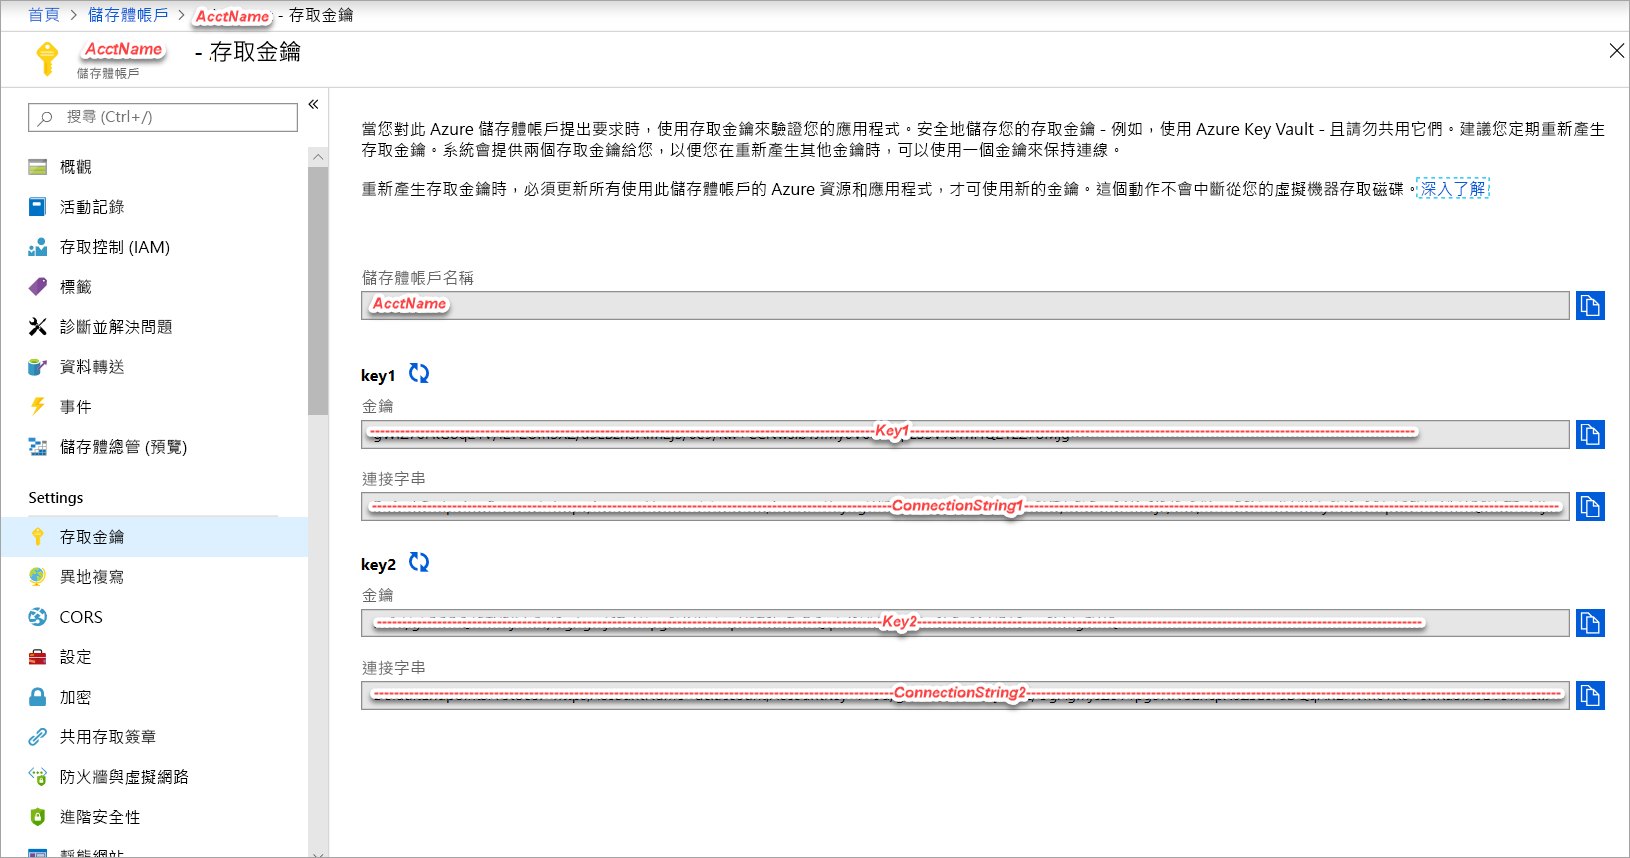 首頁 > 儲存體帳戶 > AcctName - 存取金鑰
AcctName - 存取金鑰
儲存體帳戶
搜尋 (Ctrl+/)
«
概觀
活動記錄
存取控制 (IAM)
標籤
診斷並解決問題
資料轉送
事件
儲存體總管 (預覽)
Settings
存取金鑰
異地複寫
CORS
設定
加密
共用存取簽章
防火牆與虛擬網路
進階安全性
靜態網站
當您對此 Azure 儲存體帳戶提出要求時，使用存取金鑰來驗證您的應用程式。安全地儲存您的存取金鑰 - 例如，使用 Azure Key Vault - 且請勿共用它們。建議您定期重新產生
存取金鑰。系統會提供兩個存取金鑰給您，以便您在重新產生其他金鑰時，可以使用一個金鑰來保持連線。
重新產生存取金鑰時，必須更新所有使用此儲存體帳戶的 Azure 資源和應用程式，才可使用新的金鑰。這個動作不會中斷從您的虛擬機器存取磁碟。深入了解
儲存體帳戶名稱
AcctName
key1
金鑰
Key1
連接字串
ConnectionString1
key2
金鑰
Key2
連接字串
ConnectionString2